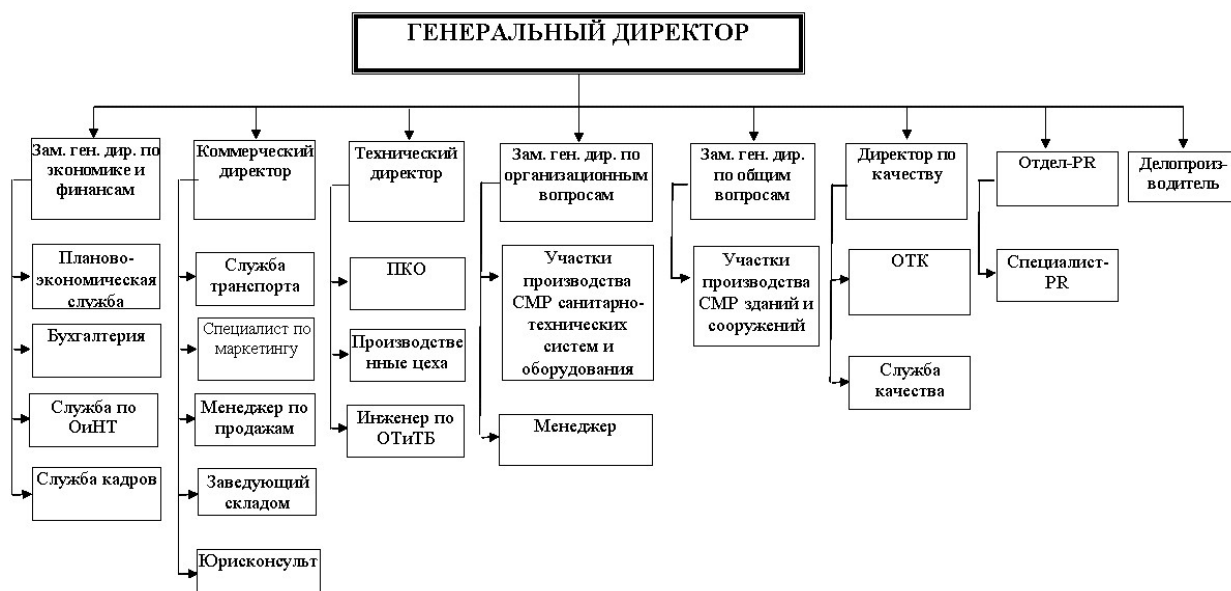 ГЕНЕРАЛЬНЫЙ ДИРЕКТОР
Зам. ген. дир. по
экономике и
финансам
Коммерческий
директор
Технический
директор
Зам. ген. дир. по
организационным
вопросам
Зам. ген. дир.
по общим
вопросам
Директор по
качеству
Отдел-PR
Делопроиз-
водитель
Планово-
экономическая
служба
Бухгалтерия
Служба по
ОиНТ
Служба кадров
Служба
транспорта
Специалист по
маркетингу
Менеджер по
продажам
Заведующий
складом
Юрисконсульт
ПКО
Производстве
нные цеха
Инженер по
ОТиТБ
Участки
производства
СМР санитарно-
технических
систем и
оборудования
Менеджер
Участки
производства
СМР зданий и
сооружений
ОТК
Служба
качества
Специалист-
PR